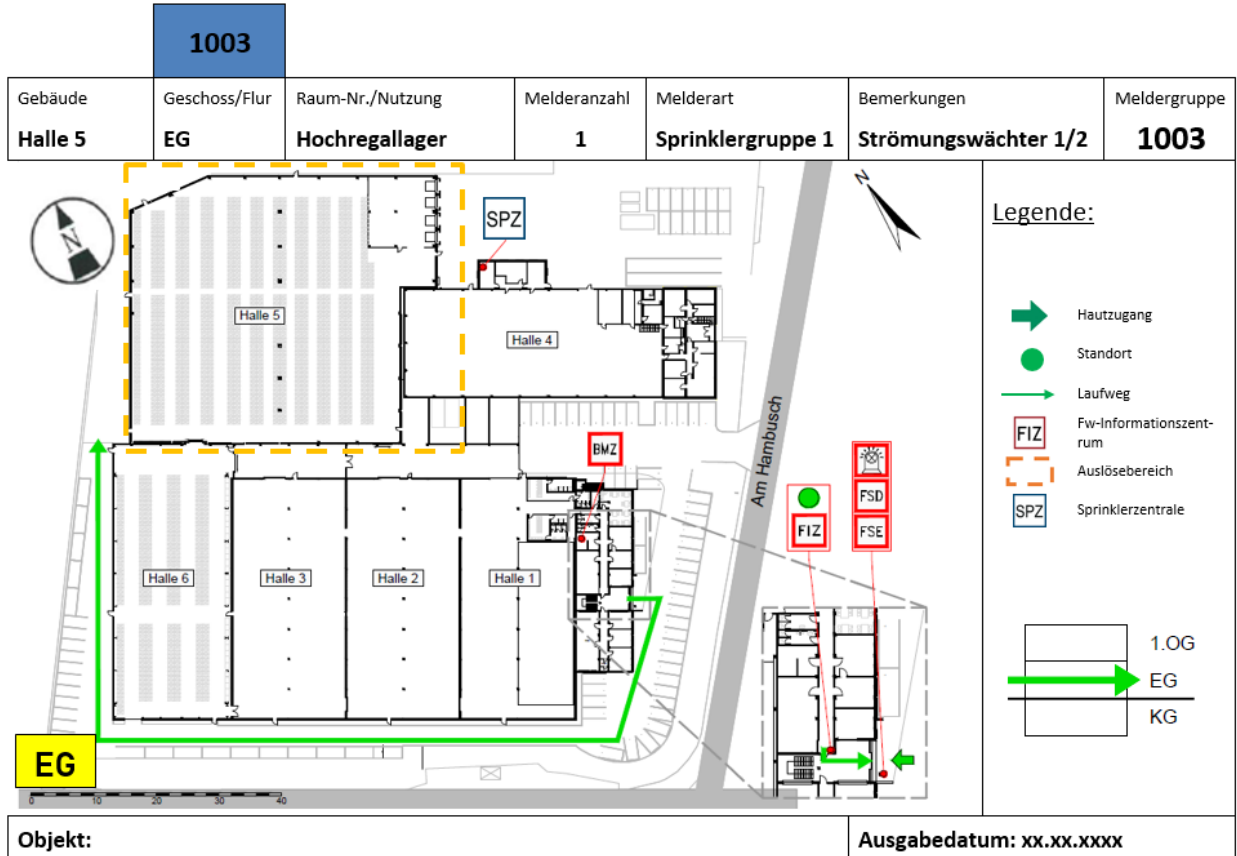 1003
Gebäude
Geschoss/Flur
Raum-Nr./Nutzung
Melderanzahl
Melderart
Bemerkungen
Meldergruppe
Halle 5
EG
Hochregallager
1
Sprinklergruppe 1
Strömungswächter 1/2
1003
N
SPZ
Halle 5
Halle 4
BMZ
Am Hambusch
N
Halle 6
Halle 3
Halle 2
Halle 1
FIZ
FSD
FSE
EG
0 10 20 30 40
Legende:
Hautzugang
Standort
Laufweg
FIZ
Fw-Informationszent-
rum
Auslösebereich
SPZ
Sprinklerzentrale
1.OG
EG
KG
Objekt:
Ausgabedatum: xx.xx.xxxx